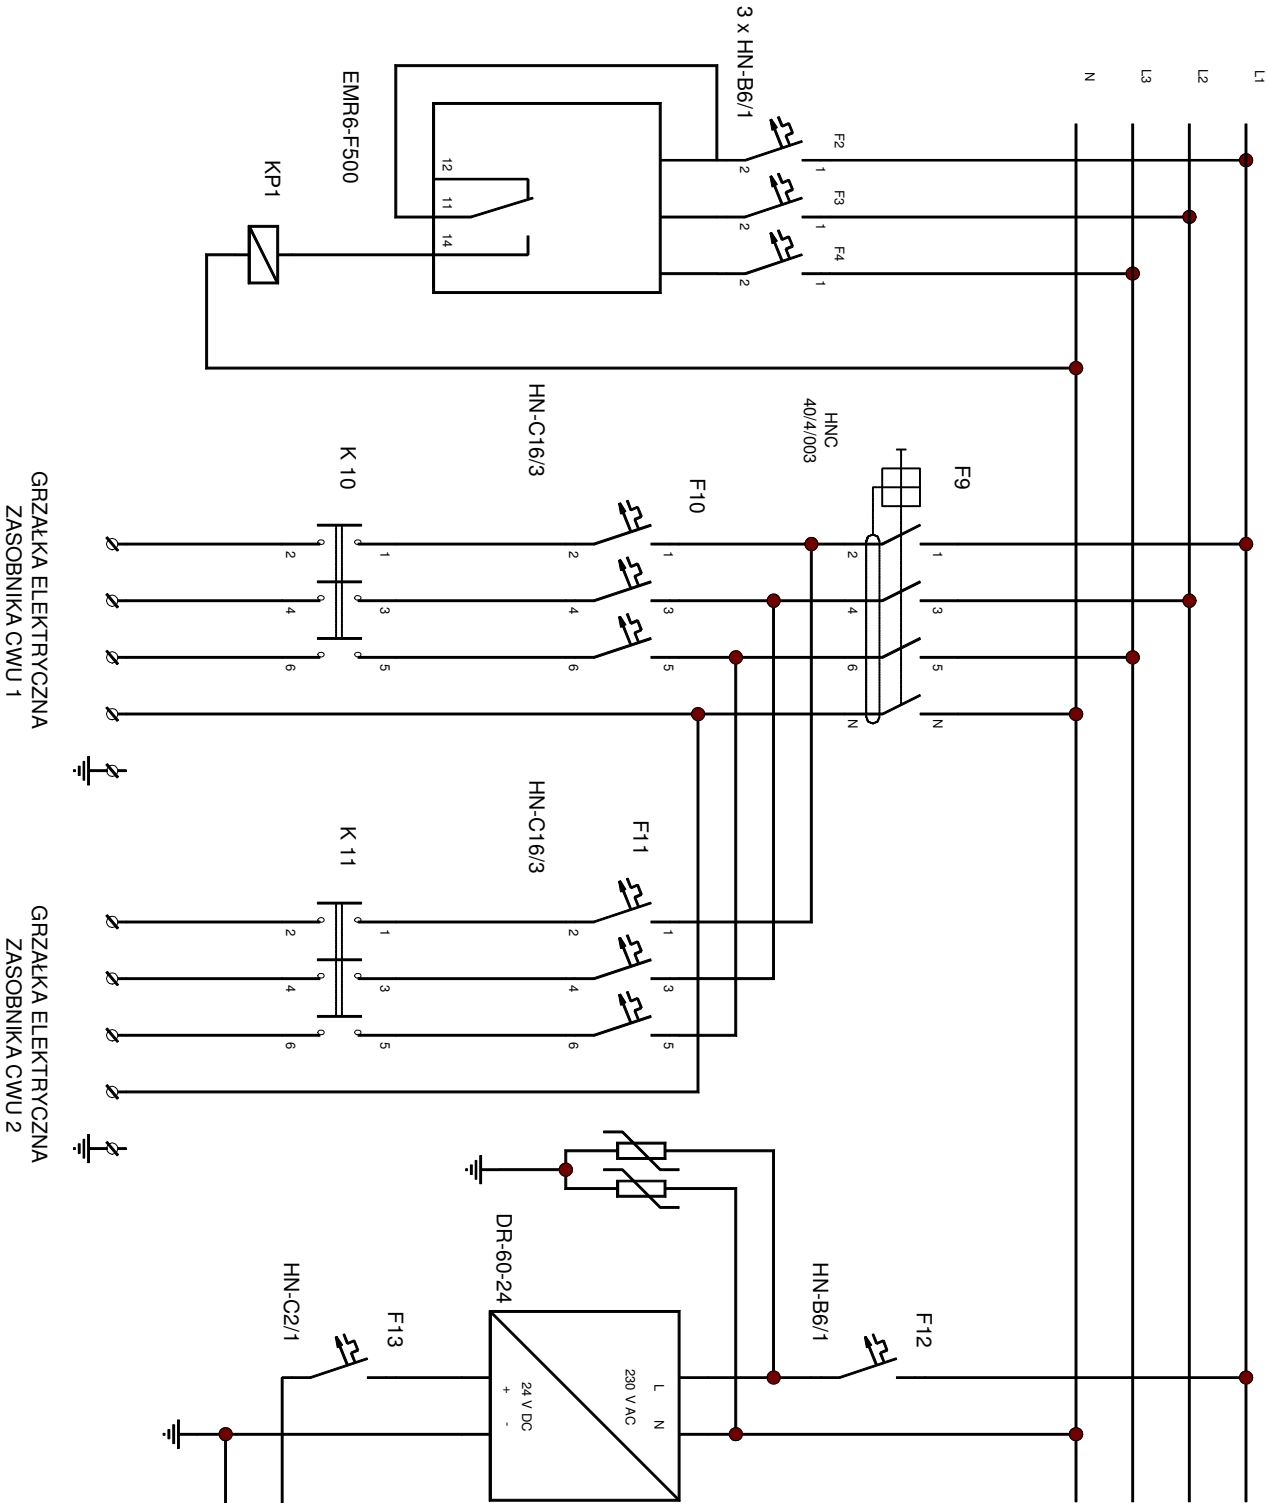 L1
L2
L3
N
3 x HN-B6/1
F2
1
2
F3
1
2
F4
1
2
EMR6-F500
12
11
14
KP1
F9
HNC
40/4/003
1
3
5
N
2
4
6
N
F10
HN-C16/3
1
3
5
2
4
6
K 10
1
3
5
2
4
6
GRZAŁKA ELEKTRYCZNA
ZASOBNIKA CWU 1
F11
HN-C16/3
1
3
5
2
4
6
K 11
1
3
5
2
4
6
GRZAŁKA ELEKTRYCZNA
ZASOBNIKA CWU 2
F12
HN-B6/1
DR-60-24
L N
230 V AC
24 V DC
+ -
F13
HN-C2/1